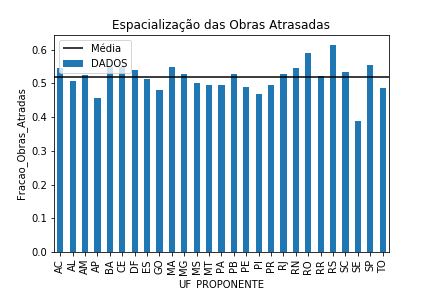 Espacialização das Obras Atrasadas
Média
DADOS
Fracao_Obras_Atradas
0.6
0.5
0.4
0.3
0.2
0.1
0.0
AC AL AM AP BA CE DF ES GO MA MG MS MT PA PB PE PI PR RJ RN RO RR RS SC SE SP TO
UF_PROPONENTE